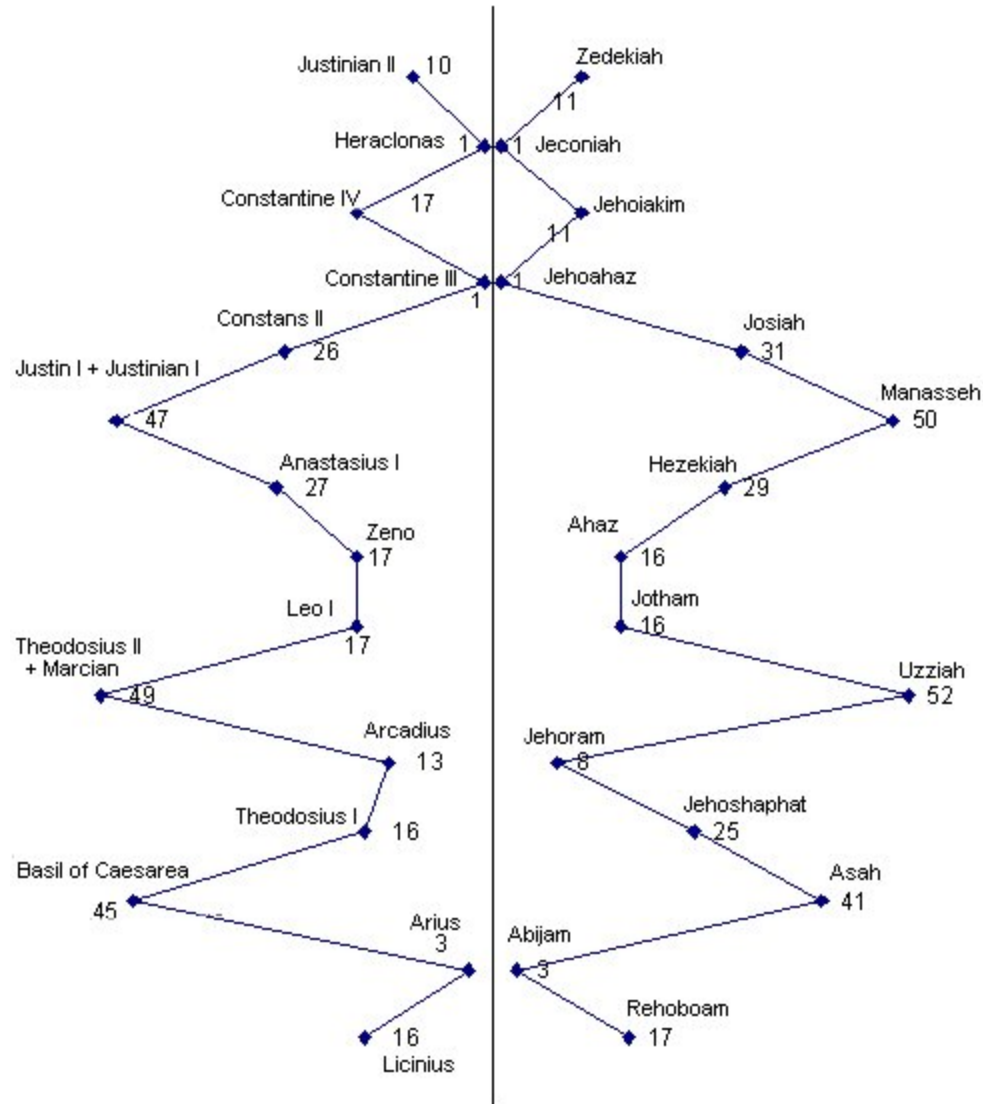 Justinian II 10
Zedekiah
11
Heraclonas 1
1 Jeconiah
Constantine IV 17
Jehoiakim
11
Constantine III
1
1 Jehoahaz
Constans II
26
Josiah
31
Justin I + Justinian I
47
Manasseh
50
Anastasius I
27
Hezekiah
29
Zeno
17
Ahaz
16
Leo I
17
Jotham
16
Theodosius II
+ Marcian
49
Uzziah
52
Arcadius
13
Jehoram
8
Theodosius I
16
Jehoshaphat
25
Basil of Caesarea
45
Asah
41
Arius
3
Abijam
3
16
Licinius
Rehoboam
17